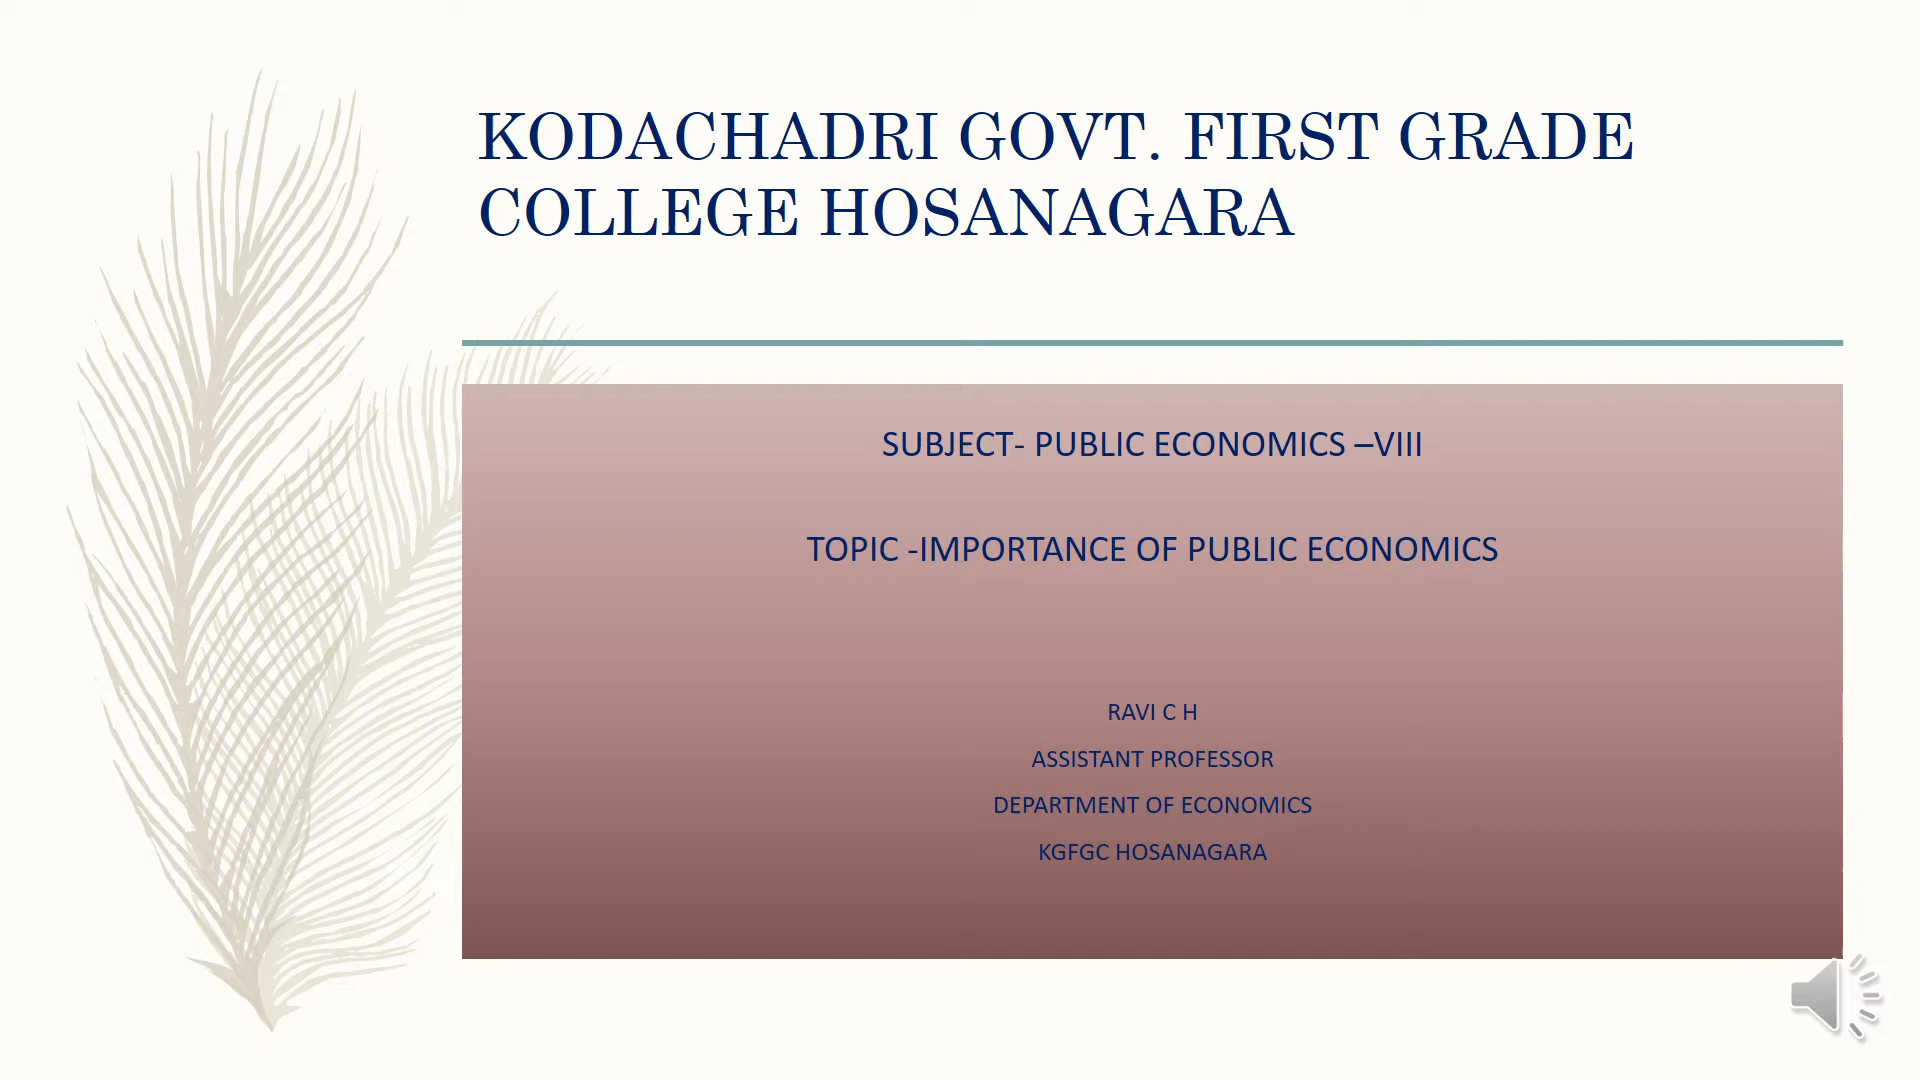 KODACHADRI GOVT. FIRST GRADE
COLLEGE HOSANAGARA
SUBJECT- PUBLIC ECONOMICS –VIII
TOPIC -IMPORTANCE OF PUBLIC ECONOMICS
RAVI C H
ASSISTANT PROFESSOR
DEPARTMENT OF ECONOMICS
KGFGC HOSANAGARA